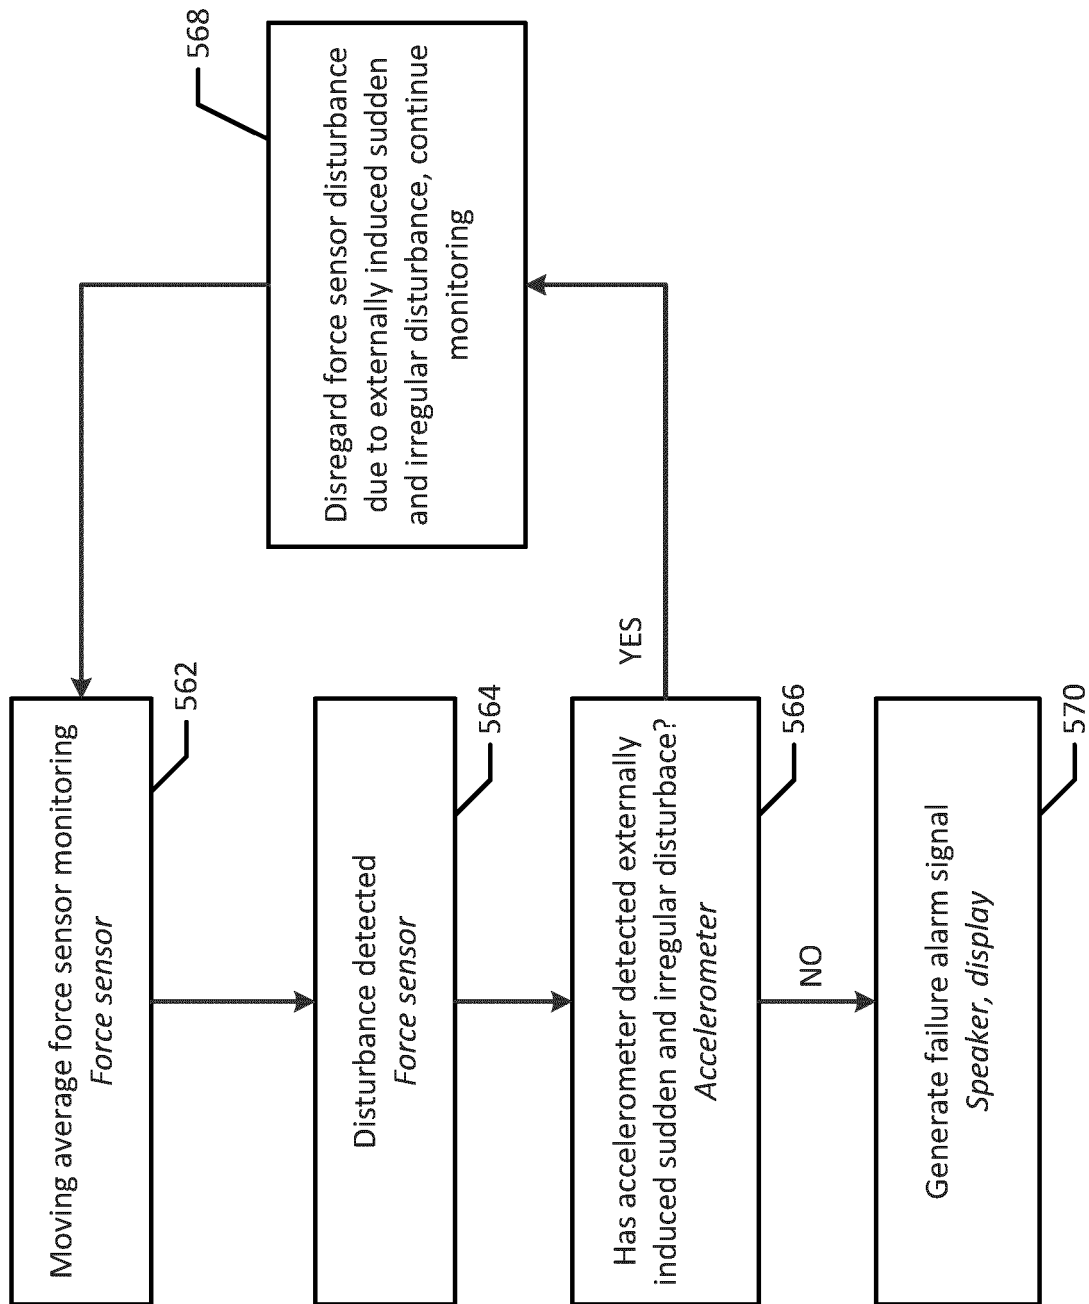 Moving average force sensor monitoring
Force sensor
562
Disturbance detected
Force sensor
564
Has accelerometer detected externally
induced sudden and irregular disturbace?
Accelerometer
566
YES
NO
Disregard force sensor disturbance
due to externally induced sudden
and irregular disturbance, continue
monitoring
568
Generate failure alarm signal
Speaker, display
570